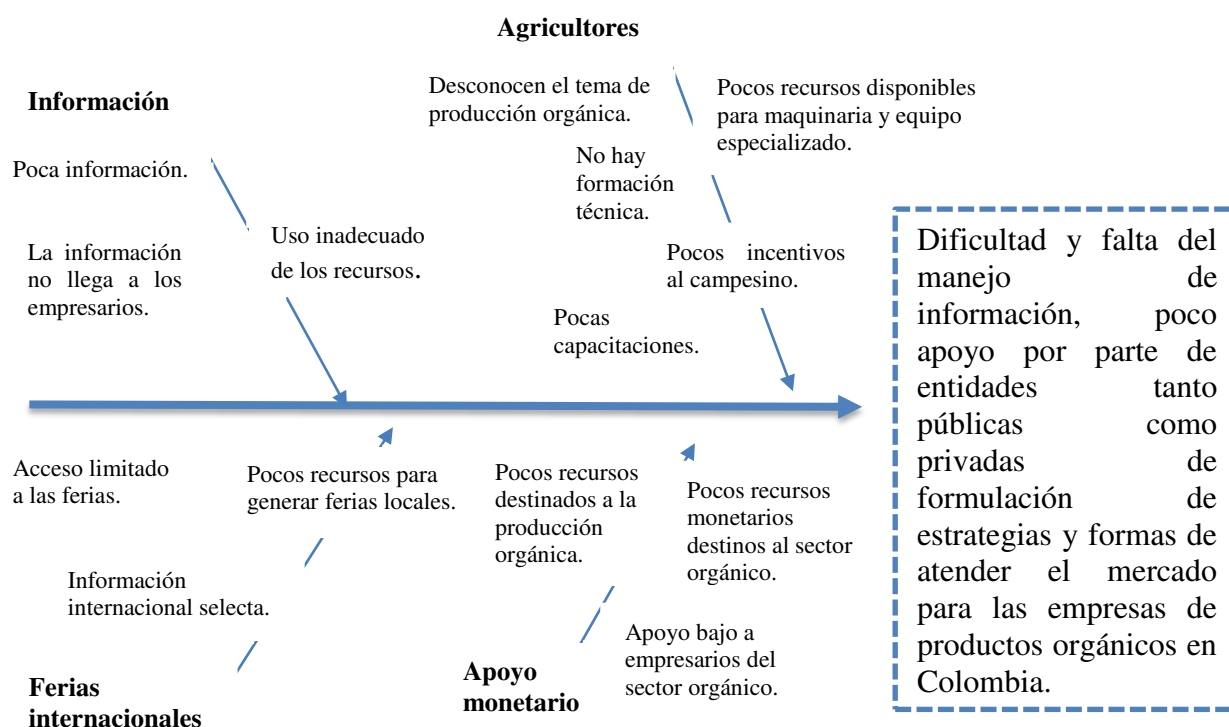 Agricultores
Información
Desconocen el tema de
producción orgánica.
Pocos recursos disponibles
para maquinaria y equipo
especializado.
Poca información.
No hay
formación
técnica.
La información
no llega a los
empresarios.
Uso inadecuado
de los recursos.
Pocos incentivos
al campesino.
Pocas
capacitaciones.
Dificultad y falta del
manejo de
información, poco
apoyo por parte de
entidades tanto
públicas como
privadas de
formulación de
estrategias y formas de
atender el mercado
para las empresas de
productos orgánicos en
Colombia.
Acceso limitado
a las ferias.
Pocos recursos para
generar ferias locales.
Pocos recursos
destinados a la
producción
orgánica.
Pocos recursos
monetarios
destinos al sector
orgánico.
Información
internacional selecta.
Apoyo bajo a
empresarios del
sector orgánico.
Ferias
internacionales
Apoyo
monetario